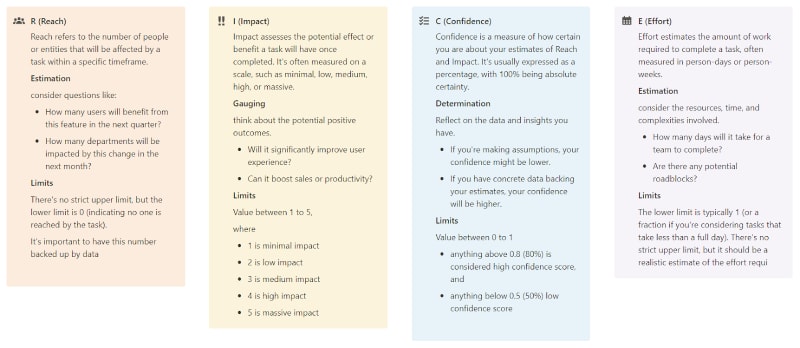 R (Reach)
Reach refers to the number of people
or entities that will be affected by a
task within a specific timeframe.
Estimation
consider questions like:
• How many users will benefit from
this feature in the next quarter?
• How many departments will be
impacted by this change in the
next month?
Limits
There's no strict upper limit, but the
lower limit is 0 (indicating no one is
reached by the task).
It's important to have this number
backed up by data
I (Impact)
Impact assesses the potential effect or
benefit a task will have once
completed. It's often measured on a
scale, such as minimal, low, medium,
high, or massive.
Gauging
think about the potential positive
outcomes.
• Will it significantly improve user
experience?
• Can it boost sales or productivity?
Limits
Value between 1 to 5,
where
• 1 is minimal impact
• 2 is low impact
• 3 is medium impact
• 4 is high impact
• 5 is massive impact
C (Confidence)
Confidence is a measure of how certain
you are about your estimates of Reach
and Impact. It's usually expressed as a
percentage, with 100% being absolute
certainty.
Determination
Reflect on the data and insights you
have.
• If you're making assumptions, your
confidence might be lower.
• If you have concrete data backing
your estimates, your confidence
will be higher.
Limits
Value between 0 to 1
• anything above 0.8 (80%) is
considered high confidence score,
and
• anything below 0.5 (50%) low
confidence score
E (Effort)
Effort estimates the amount of work
required to complete a task, often
measured in person-days or person-
weeks.
Estimation
consider the resources, time, and
complexities involved.
• How many days will it take for a
team to complete?
• Are there any potential
roadblocks?
Limits
The lower limit is typically 1 (or a
fraction if you're considering tasks that
take less than a full day). There's no
strict upper limit, but it should be a
realistic estimate of the effort requi